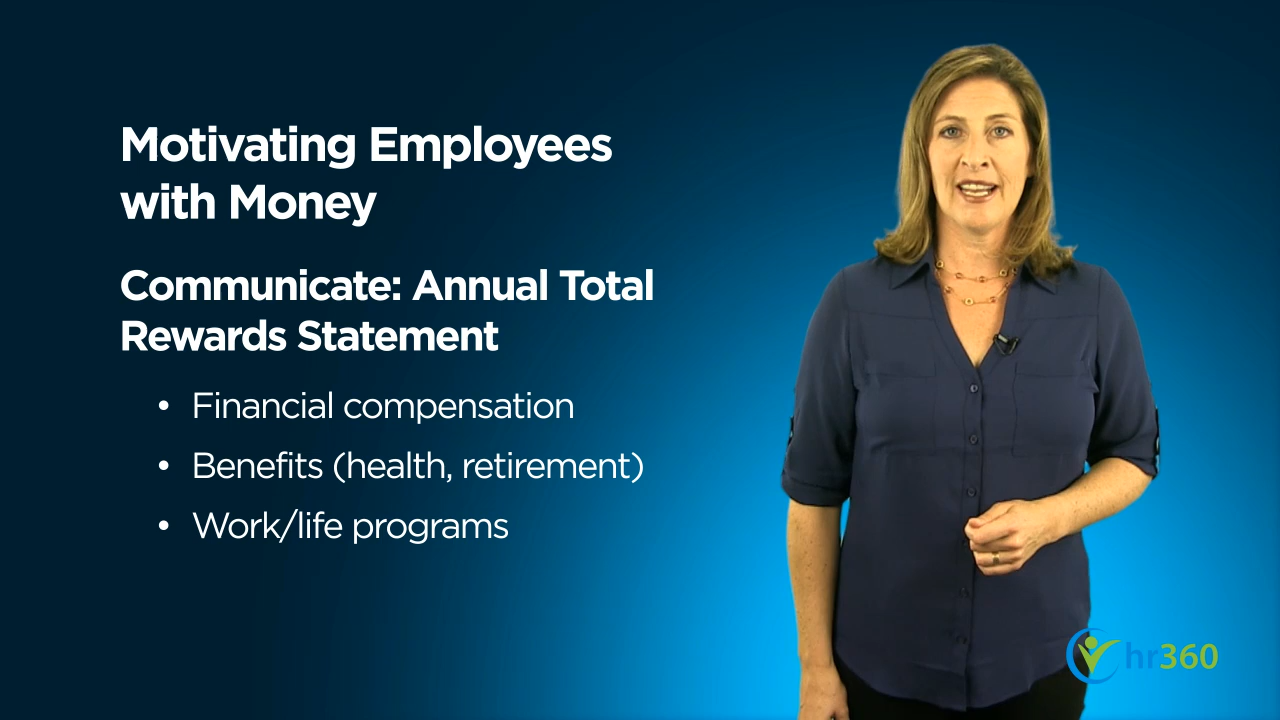 Motivating Employees
with Money
Communicate: Annual Total
Rewards Statement
• Financial compensation
• Benefits (health, retirement)
• Work/life programs
hr360